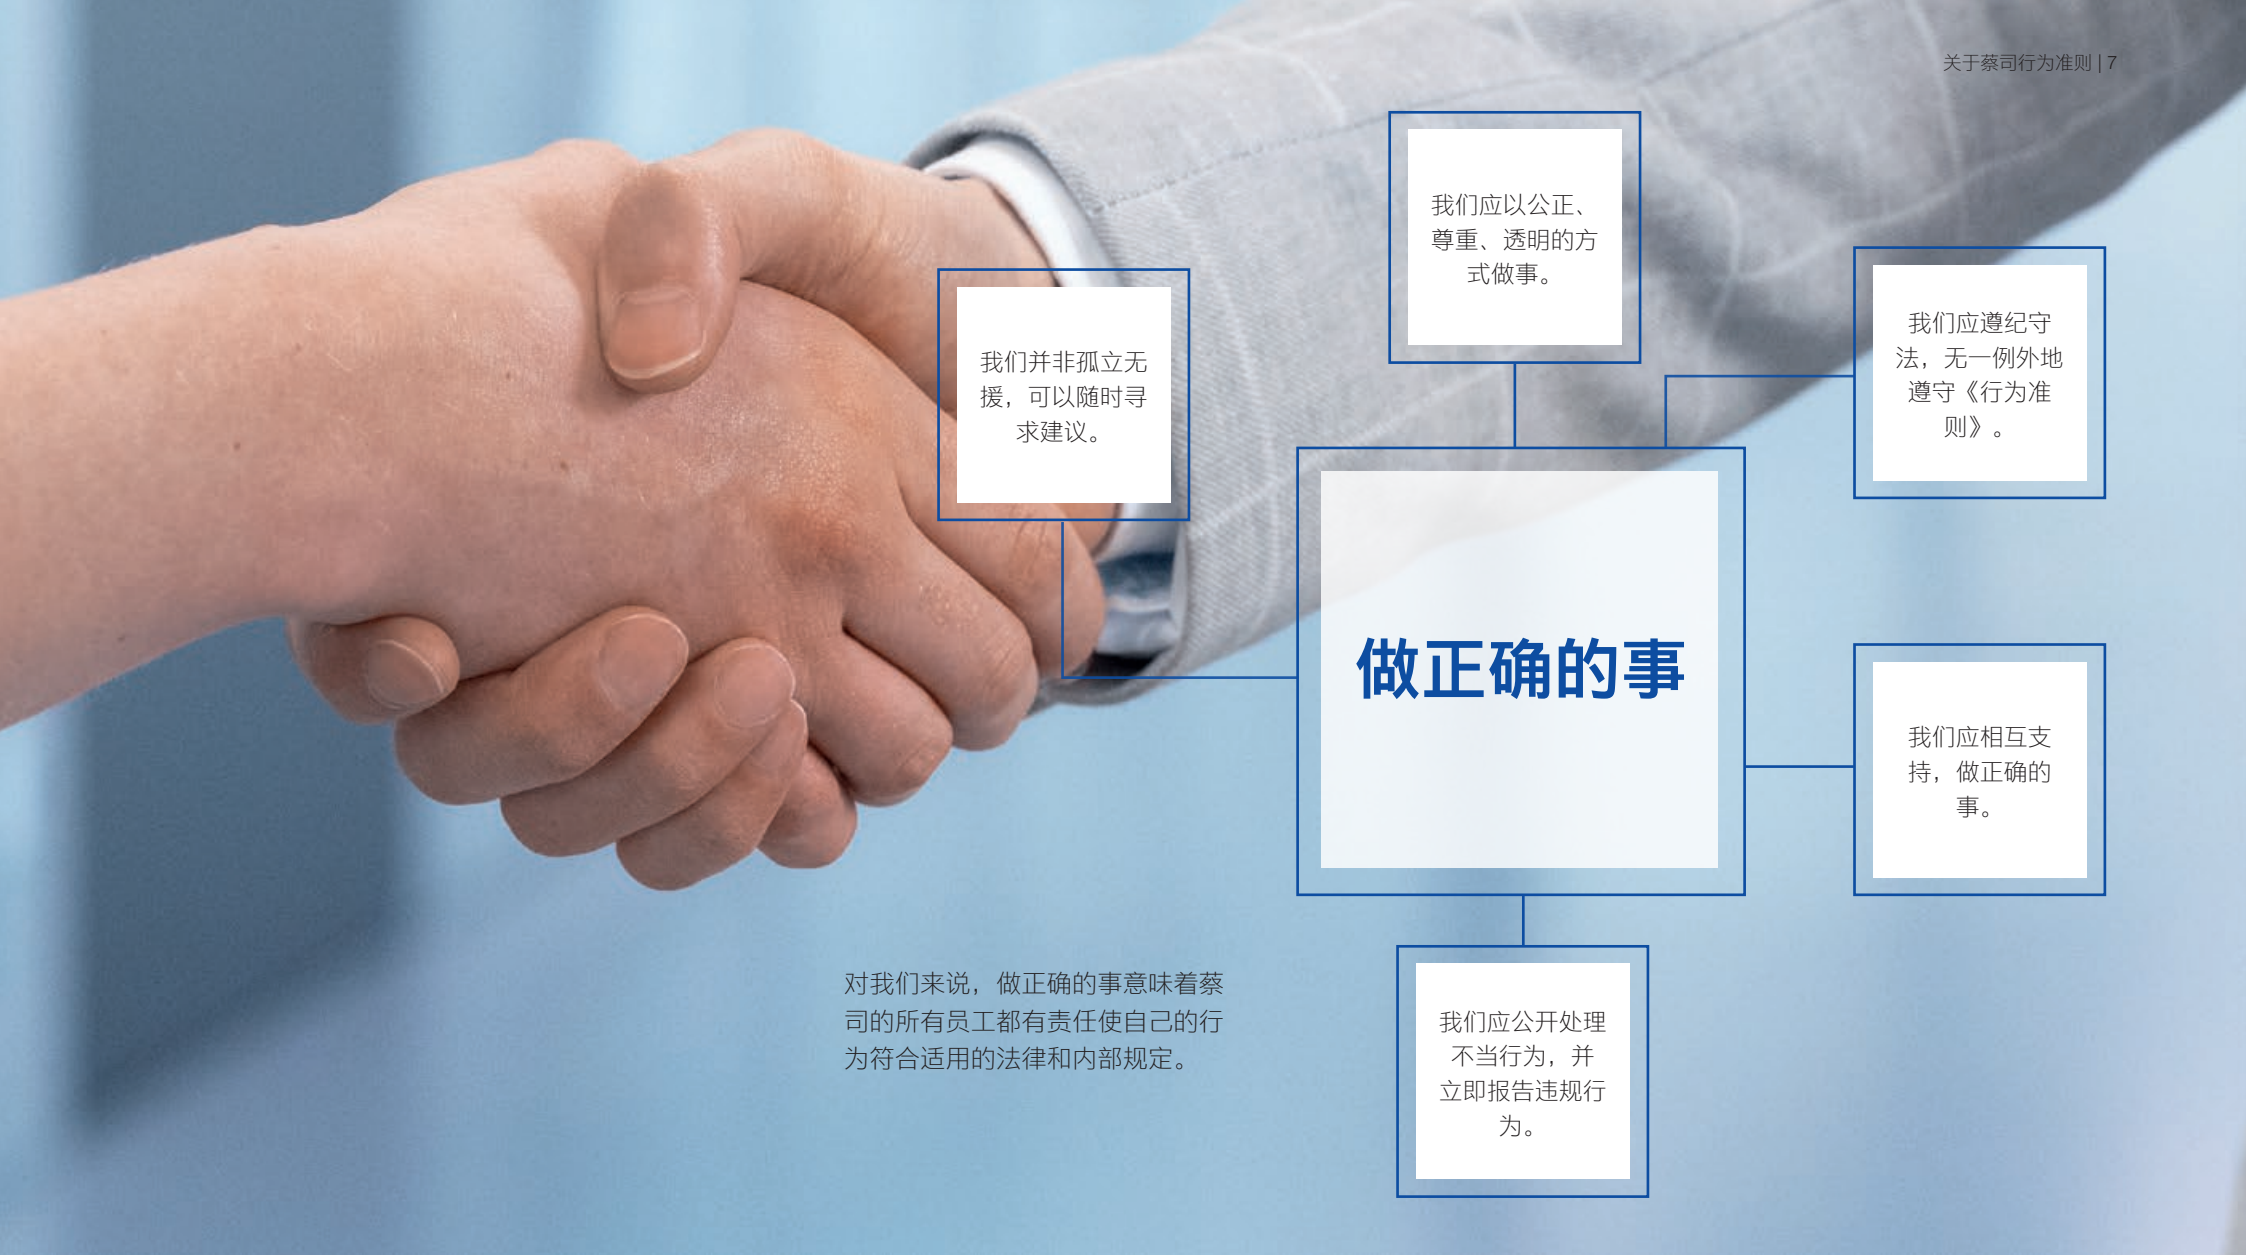 关于蔡司行为准则 | 7
我们应以公正、
尊重、透明的方
式做事。
我们并非孤立无
援，可以随时寻
求建议。
我们应遵纪守
法，无一例外地
遵守《行为准
则》。
做正确的事
我们应相互支
持，做正确的
事。
对我们来说，做正确的事意味着蔡
司的所有员工都有责任使自己的行
为符合适用的法律和内部规定。
我们应公开处理
不当行为，并
立即报告违规行
为。